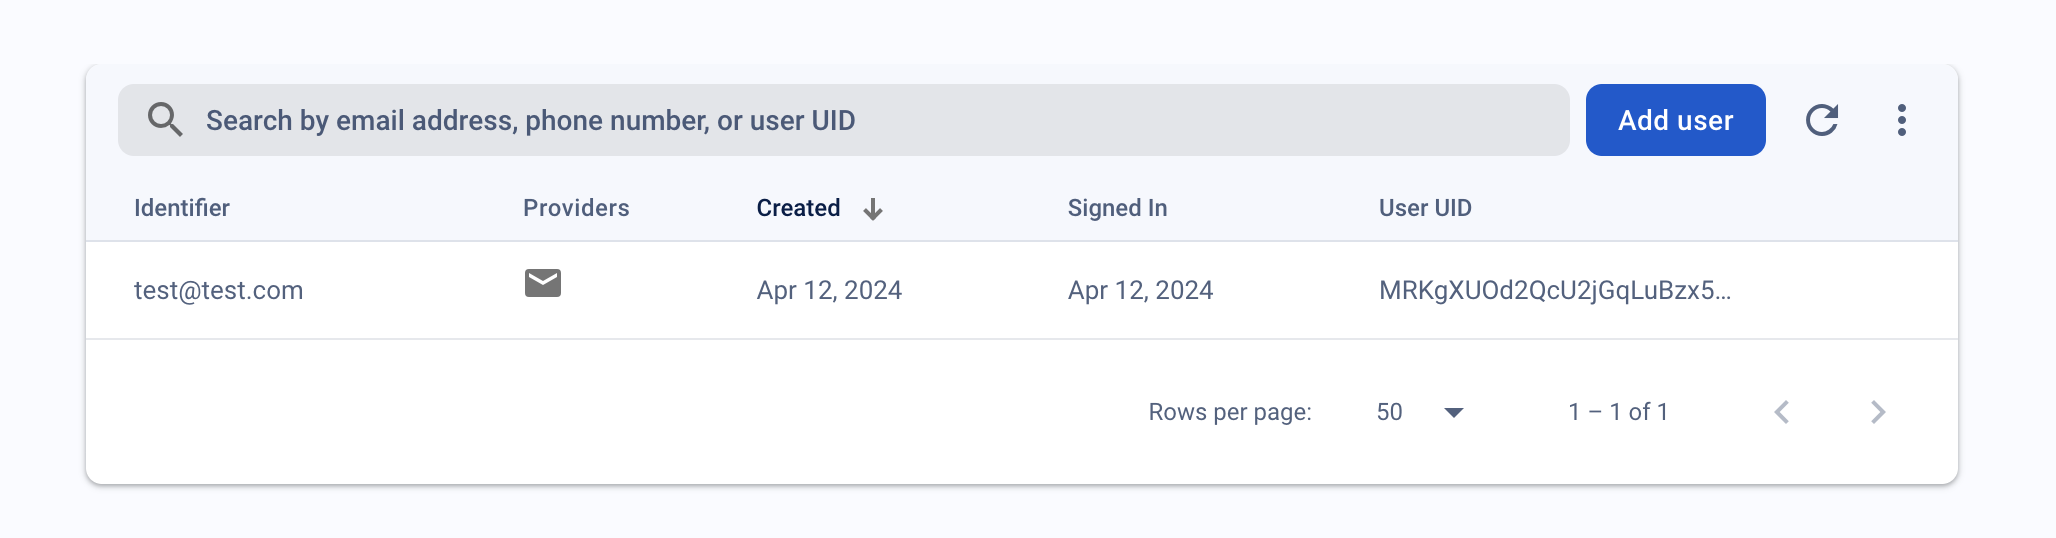 Search by email address, phone number, or user UID
Add user
Identifier Providers Created Signed In User UID
test@test.com Apr 12, 2024 Apr 12, 2024 MRKgXUOd2QcU2jGqLuBzx5...
Rows per page: 50 1 – 1 of 1